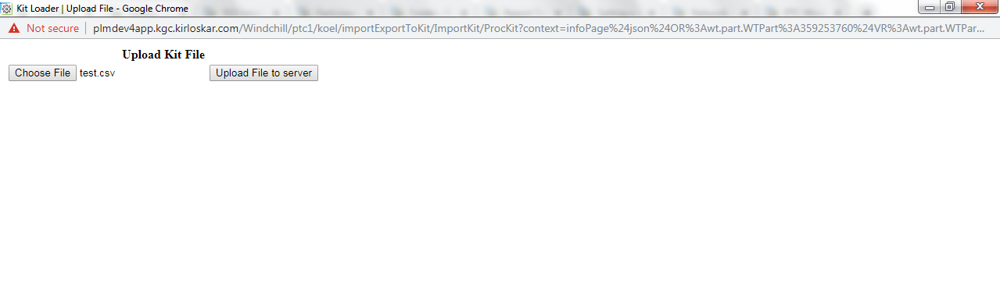 Kit Loader | Upload File - Google Chrome
Not secure | plmdev4app.kgc.kirloskar.com/Windchill/ptc1/koel/importExportToKit/ImportKit/ProcKit?context=infoPage%24json%24OR%3Awt.part.WTPart%3A359253760%24VR%3Awt.part.WTPar...
Upload Kit File
Choose File test.csv Upload File to server